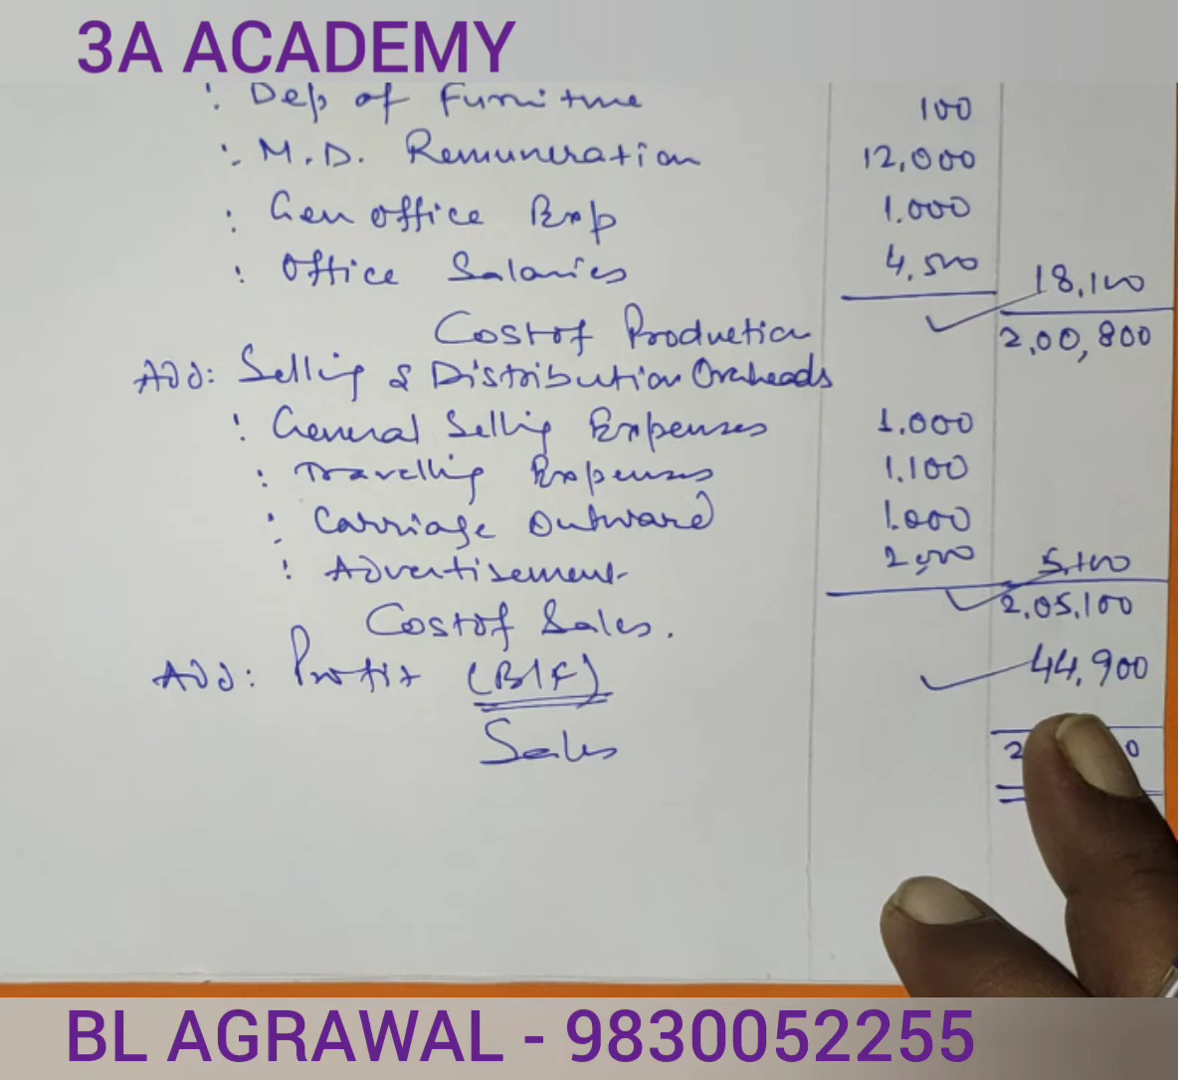 3A ACADEMY
: Dep of Furniture 100
: M.D. Remuneration 12,000
: Gen office Exp 1.000
: Office Salaries 4,500 18,100
Cost of Production 2,00,800
ADD: Selling & Distribution Overheads
: General Selling Expenses 1.000
: Travelling Expenses 1.100
: Carriage Outward 1.000
: Advertisement 2,000 5,100
Cost of Sales. 2,05,100
ADD: Profit (B/F) 44,900
Sales
BL AGRAWAL - 9830052255